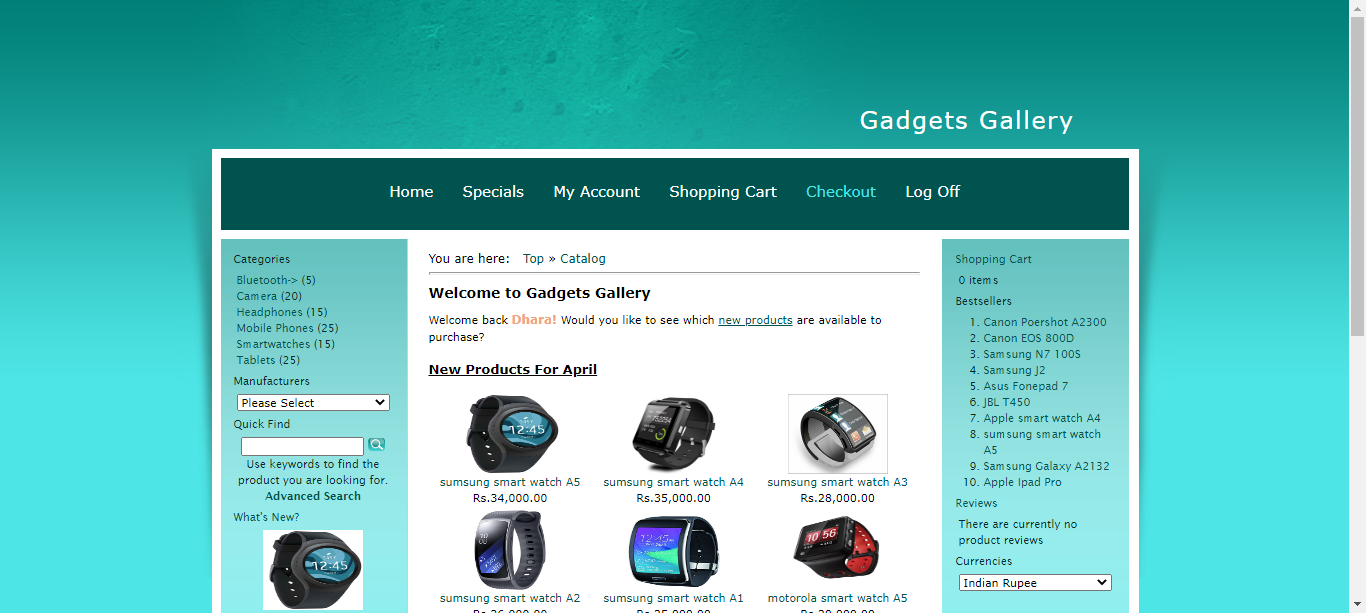 Gadgets Gallery
Home Specials My Account Shopping Cart Checkout Log Off
Categories
Bluetooth-> (5)
Camera (20)
Headphones (15)
Mobile Phones (25)
Smartwatches (15)
Tablets (25)
Manufacturers
Please Select
Quick Find
Use keywords to find the
product you are looking for.
Advanced Search
What's New?
You are here: Top » Catalog
Welcome to Gadgets Gallery
Welcome back Dhara! Would you like to see which new products are available to
purchase?
New Products For April
12:45
sumsung smart watch A5
Rs.34,000.00
sumsung smart watch A4
Rs.35,000.00
sumsung smart watch A3
Rs.28,000.00
sumsung smart watch A2
sumsung smart watch A1
10 56
motorola smart watch A5
Shopping Cart
0 items
Bestsellers
1. Canon Poershot A2300
2. Canon EOS 800D
3. Samsung N7 100S
4. Samsung J2
5. Asus Fonepad 7
6. JBL T450
7. Apple smart watch A4
8. sumsung smart watch
A5
9. Samsung Galaxy A2132
10. Apple Ipad Pro
Reviews
There are currently no
product reviews
Currencies
Indian Rupee